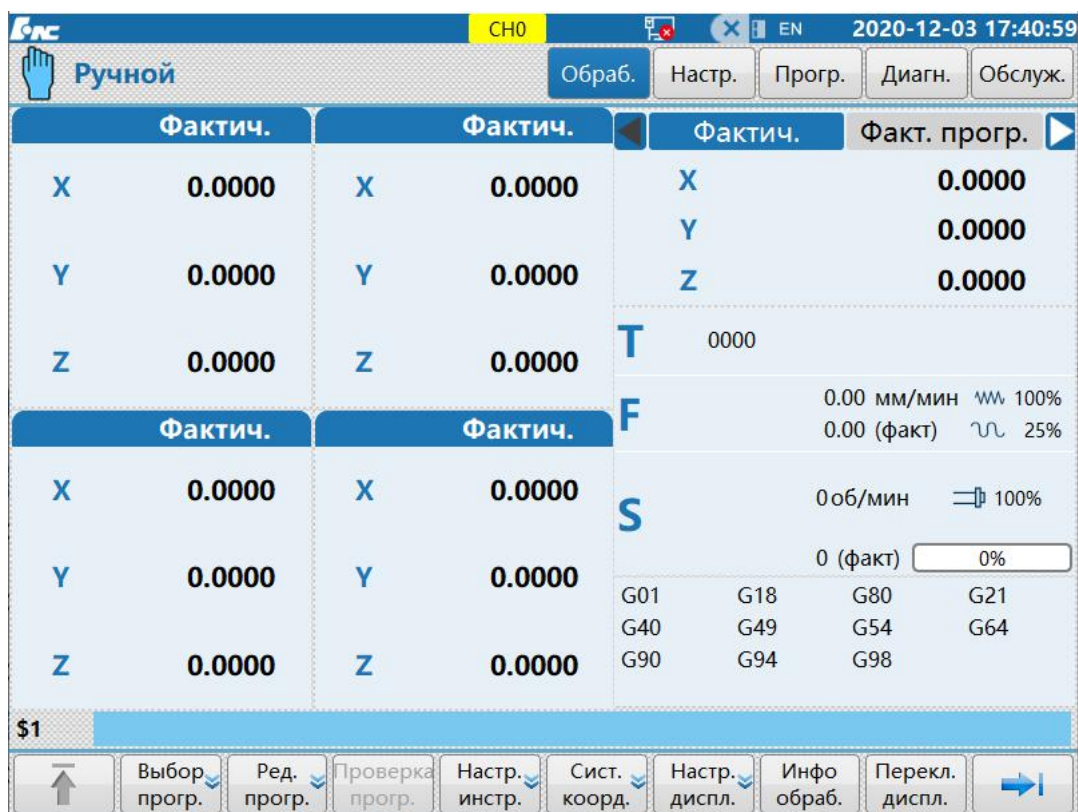 HNC CH0 EN 2020-12-03 17:40:59
Ручной Обраб. Настр. Прогр. Диагн. Обслуж.
Фактич. Фактич. Фактич. Факт. прогр.
X 0.0000 X 0.0000 X 0.0000
Y 0.0000
Y 0.0000 Y 0.0000 Z 0.0000
T 0000
Z 0.0000 Z 0.0000
F 0.00 мм/мин 100%
Фактич. Фактич. 0.00 (факт) 25%
X 0.0000 X 0.0000 S 0 об/мин 100%
0 (факт) 0%
Y 0.0000 Y 0.0000
G01 G18 G80 G21
G40 G49 G54 G64
Z 0.0000 Z 0.0000 G90 G94 G98
$1
Выбор прогр. Ред. прогр. Проверка прогр. Настр. инстр. Сист. коорд. Настр. диспл. Инфо обраб. Перекл. диспл.